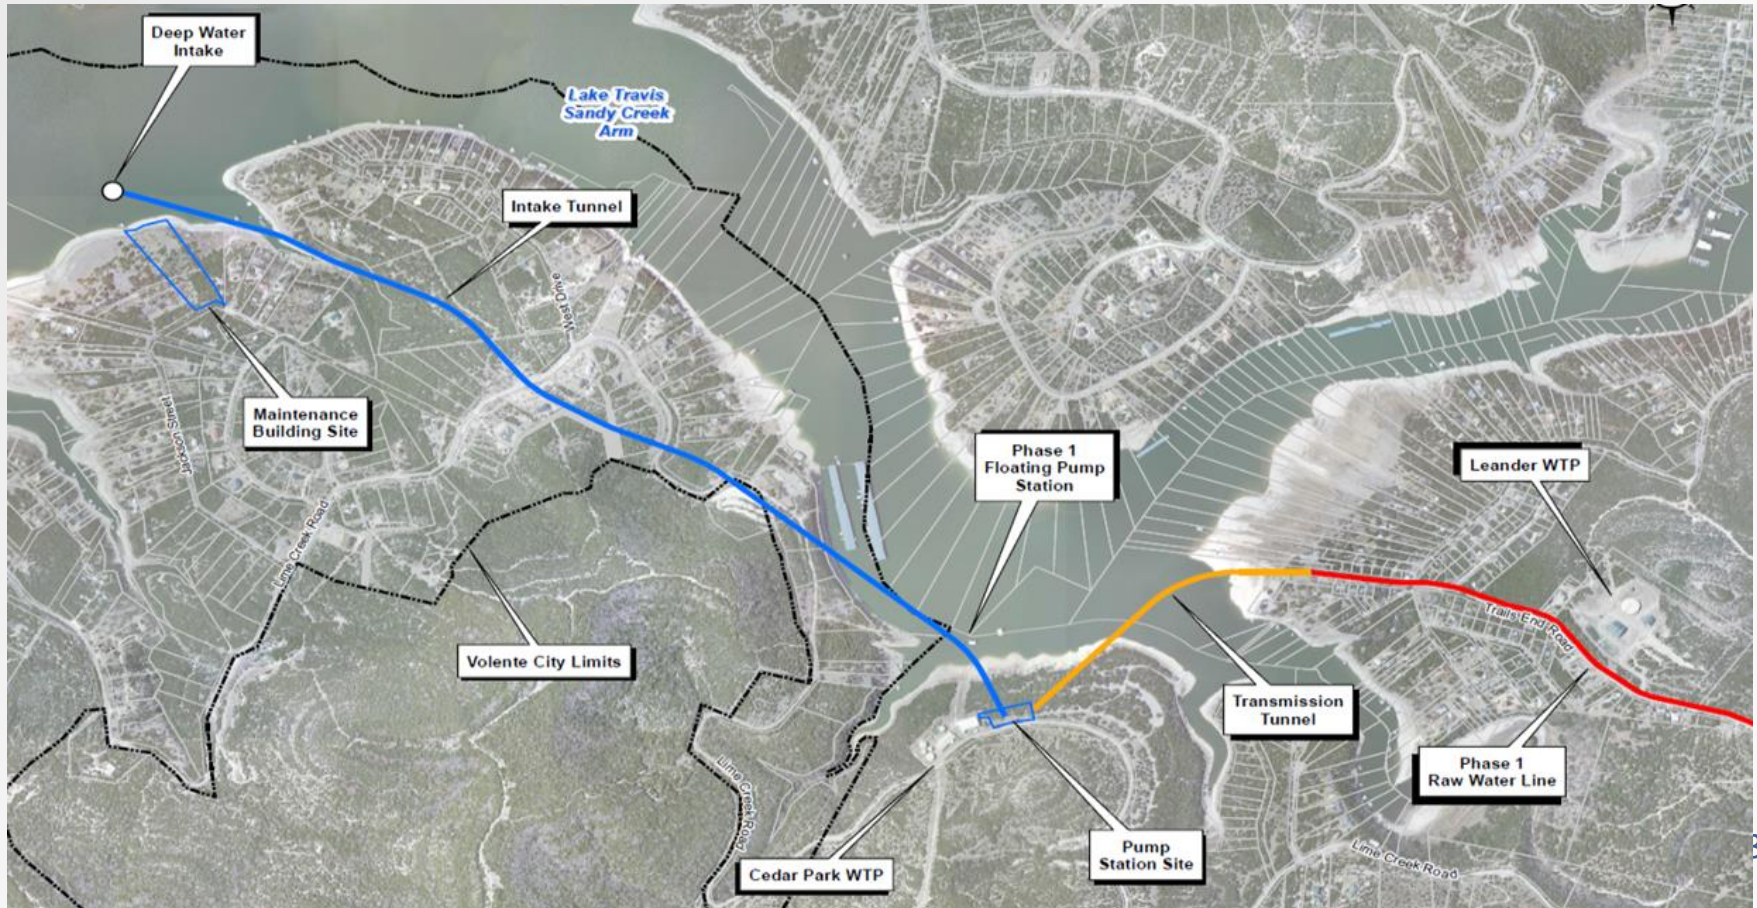 Deep Water
Intake
Lake Travis
Sandy Creek
Arm
Intake Tunnel
West Drive
Maintenance
Building Site
Jackson Street
Phase 1
Floating Pump
Station
Leander WTP
Lime Creek Road
Volente City Limits
Trails End Road
Transmission
Tunnel
Phase 1
Raw Water Line
Lime Creek Road
Pump
Station Site
Cedar Park WTP
Lime Creek Road